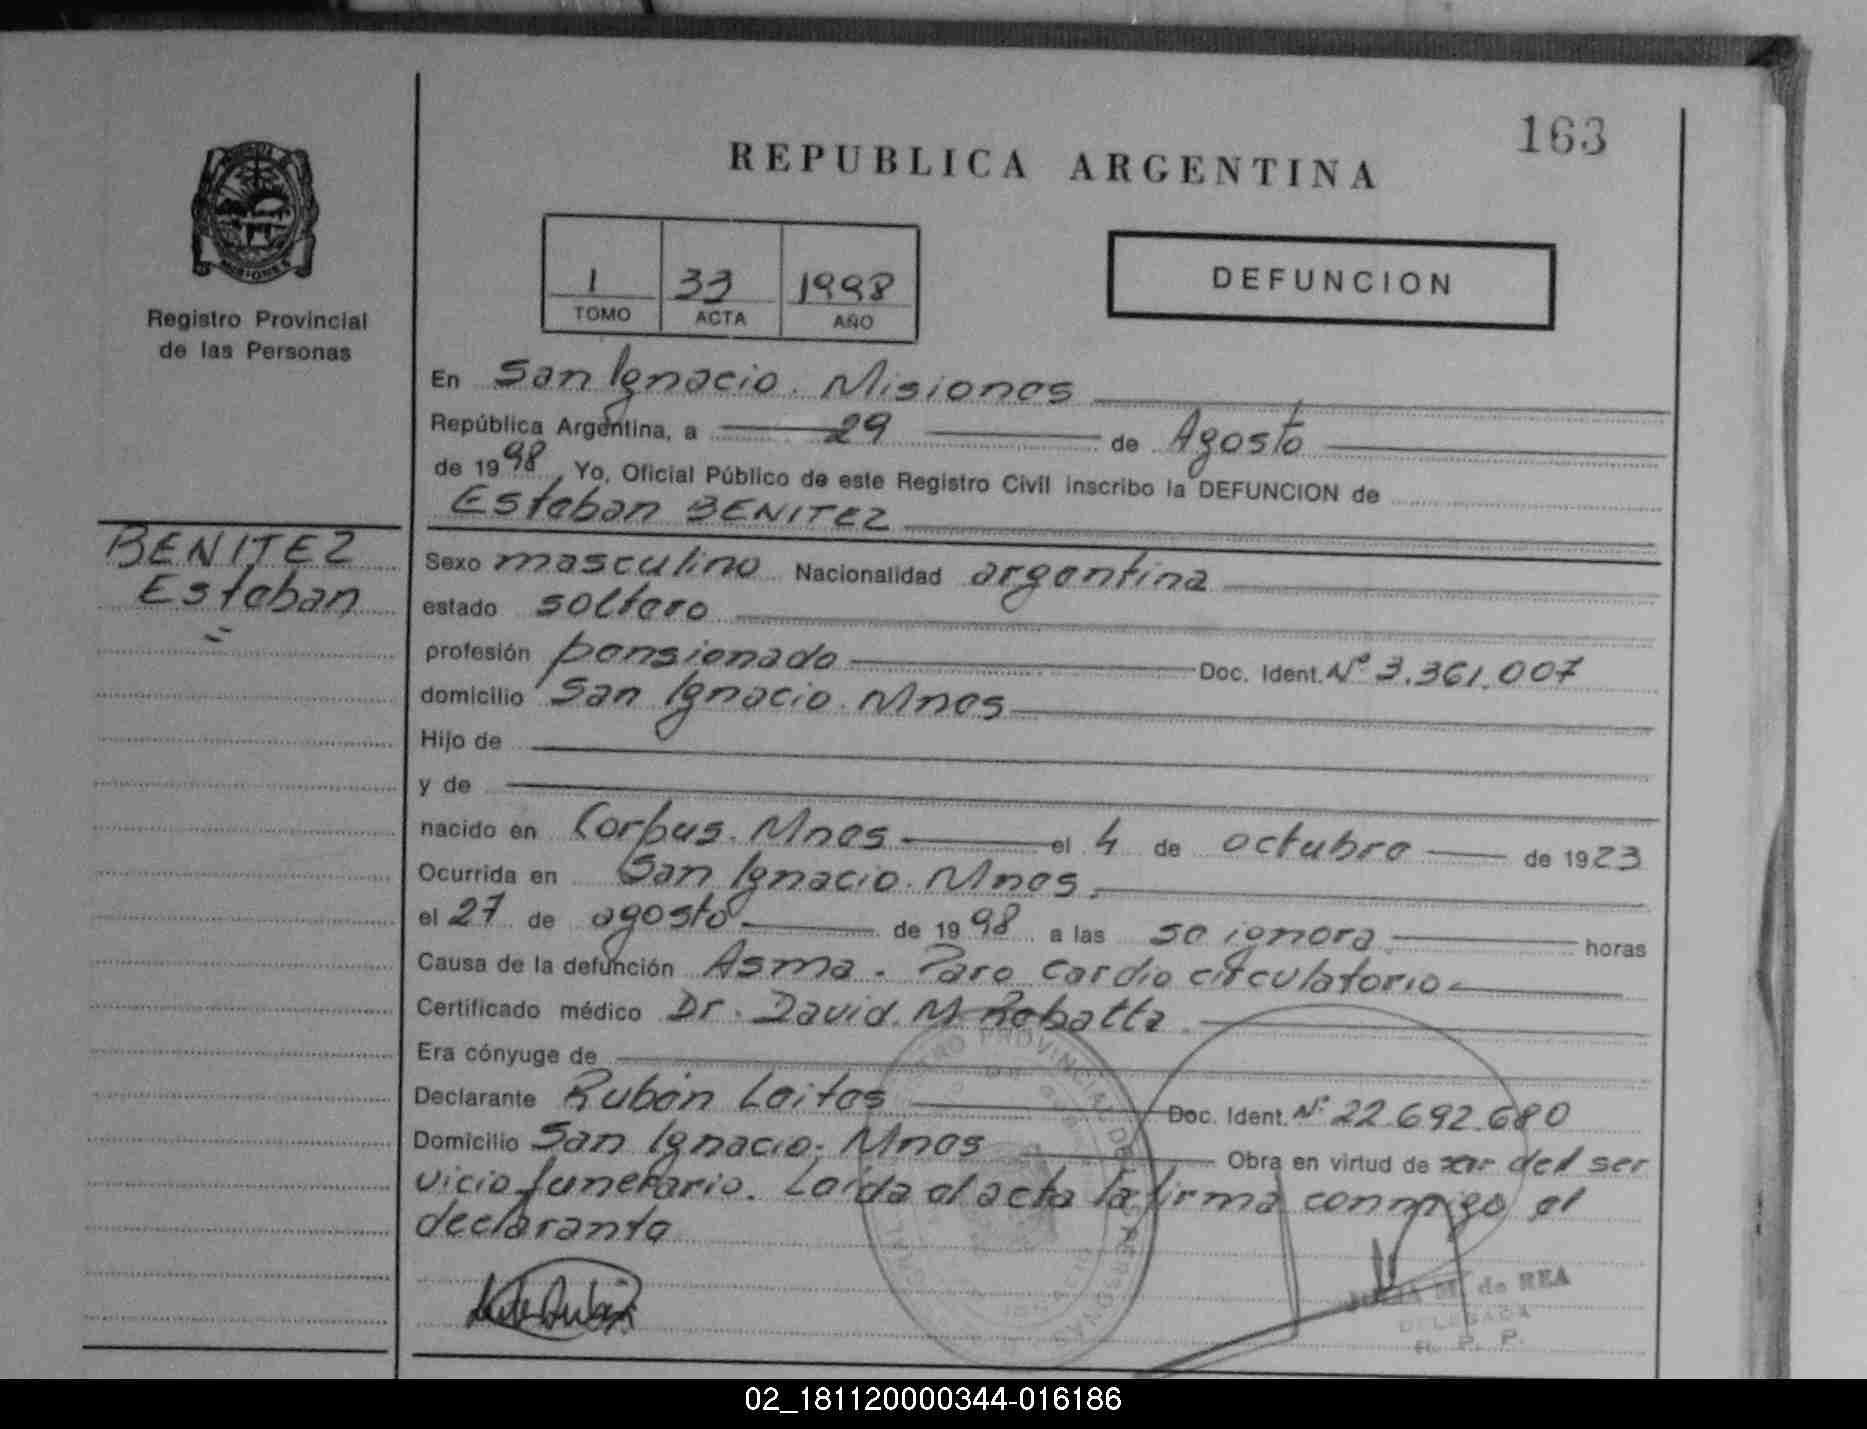 163
REPUBLICA ARGENTINA
MISIONES
Registro Provincial
de las Personas
1 33 1998
TOMO ACTA AÑO
DEFUNCION
En San Ignacio. Misiones
República Argentina, a 29 de Agosto
de 1998 Yo, Oficial Público de este Registro Civil inscribo la DEFUNCION de
Esteban BENITEZ
BENITEZ
Esteban
Sexo masculino Nacionalidad argentina
estado soltero
profesión pensionado Doc. Ident. Nº 3.361.007
domicilio San Ignacio. Mnes
Hijo de
y de
nacido en Corpus. Mnes el 4 de octubre de 1923
Ocurrida en San Ignacio. Mnes.
el 27 de agosto de 1998 a las se ignora horas
Causa de la defunción Asma. Paro cardio circulatorio
Certificado médico Dr. David. M. Robatta
Era cónyuge de
Declarante Rubén Leites Doc. Ident. Nº 22.692.680
Domicilio San Ignacio. Mnes Obra en virtud de del ser
vicio funerario. Leída el acta la firma conmigo el
declarante
JULIA M. de REA
DELEGADA
R. P. P.
02_181120000344-016186